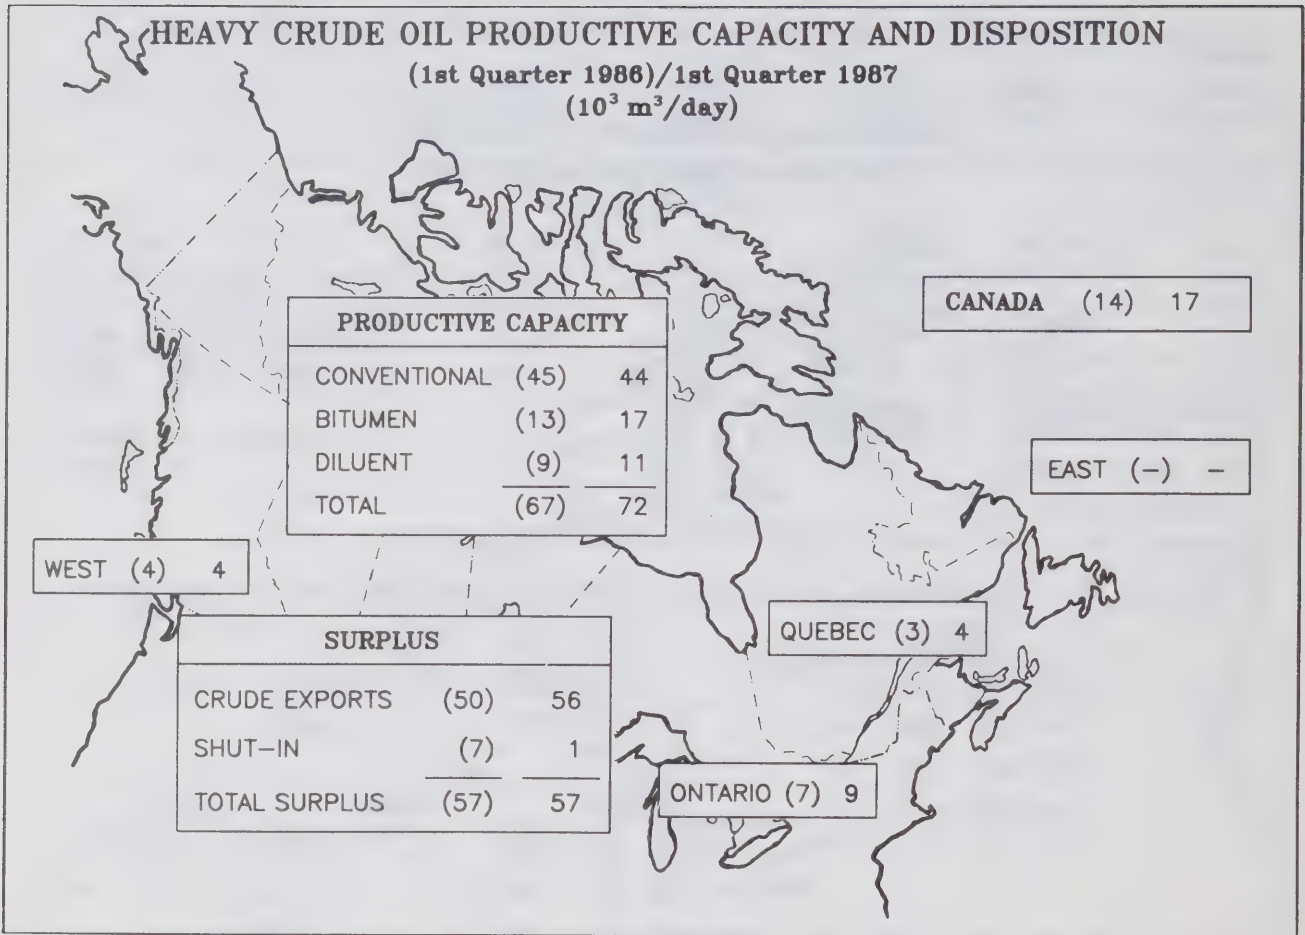 HEAVY CRUDE OIL PRODUCTIVE CAPACITY AND DISPOSITION
(1st Quarter 1986)/1st Quarter 1987
(10³ m³/day)
CANADA (14) 17
PRODUCTIVE CAPACITY
CONVENTIONAL (45) 44
BITUMEN (13) 17
DILUENT (9) 11
TOTAL (67) 72
EAST (–) –
WEST (4) 4
QUEBEC (3) 4
SURPLUS
CRUDE EXPORTS (50) 56
SHUT–IN (7) 1
TOTAL SURPLUS (57) 57
ONTARIO (7) 9